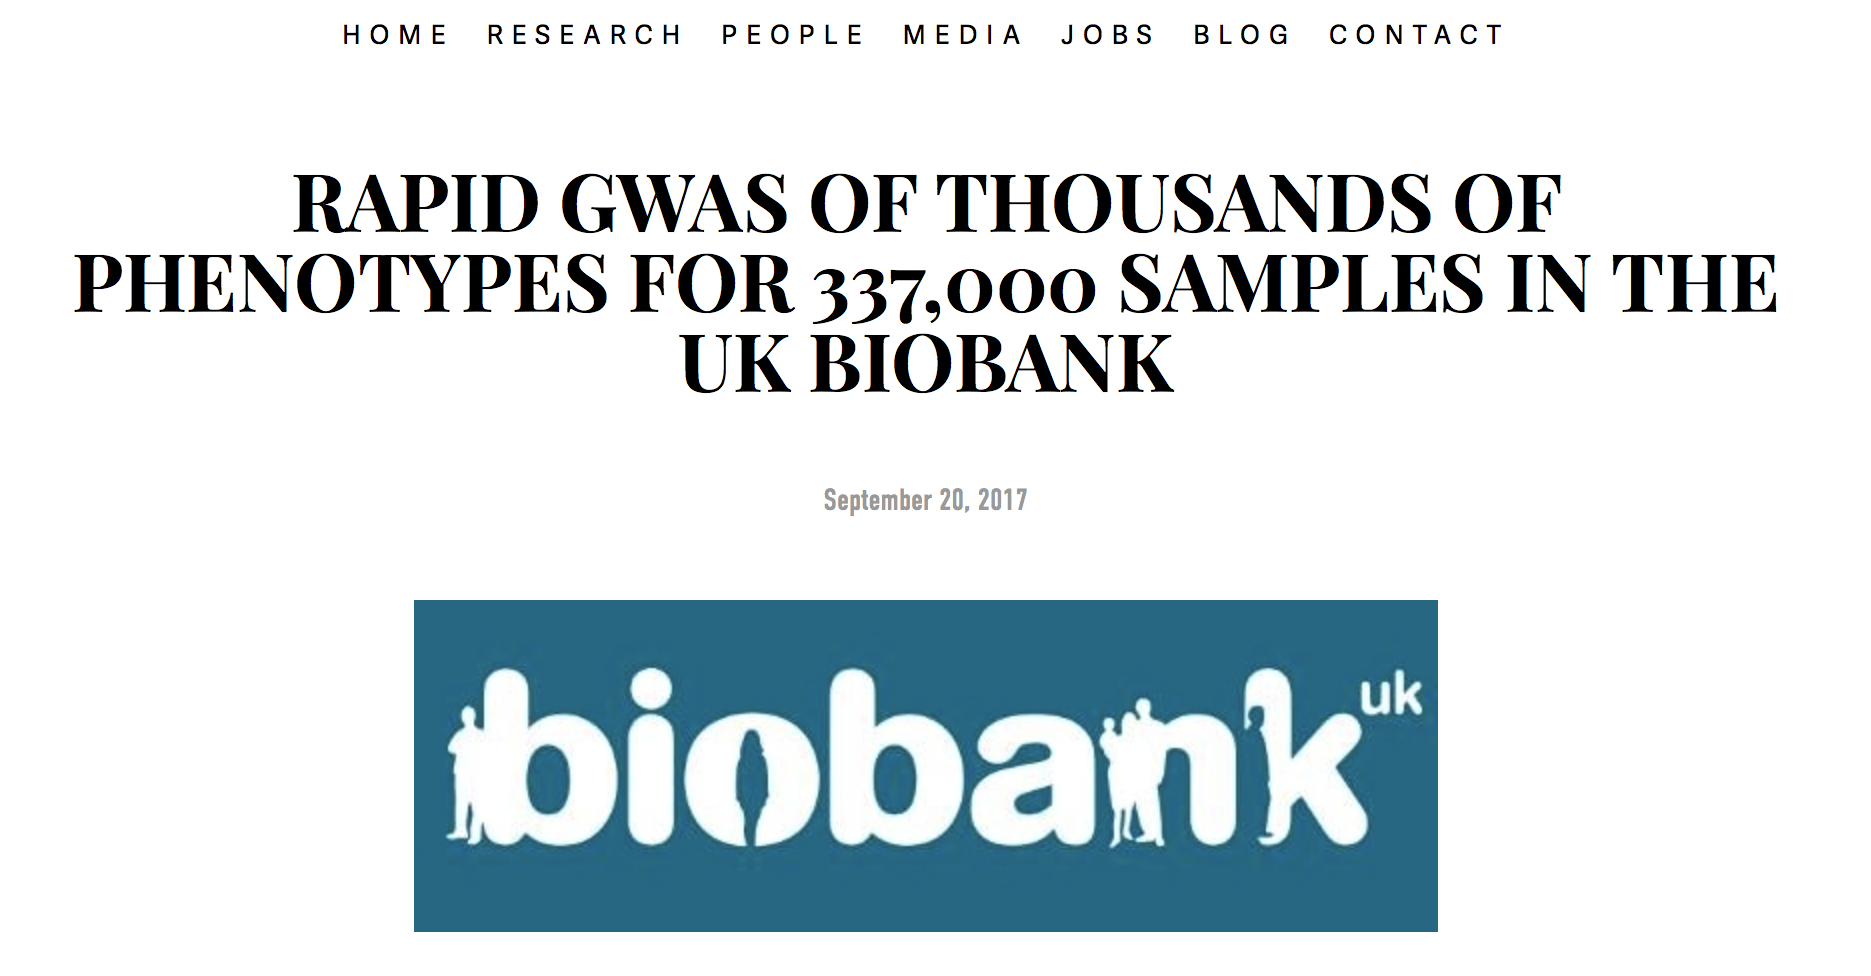 HOME RESEARCH PEOPLE MEDIA JOBS BLOG CONTACT
RAPID GWAS OF THOUSANDS OF
PHENOTYPES FOR 337,000 SAMPLES IN THE
UK BIOBANK
September 20, 2017
biobank uk